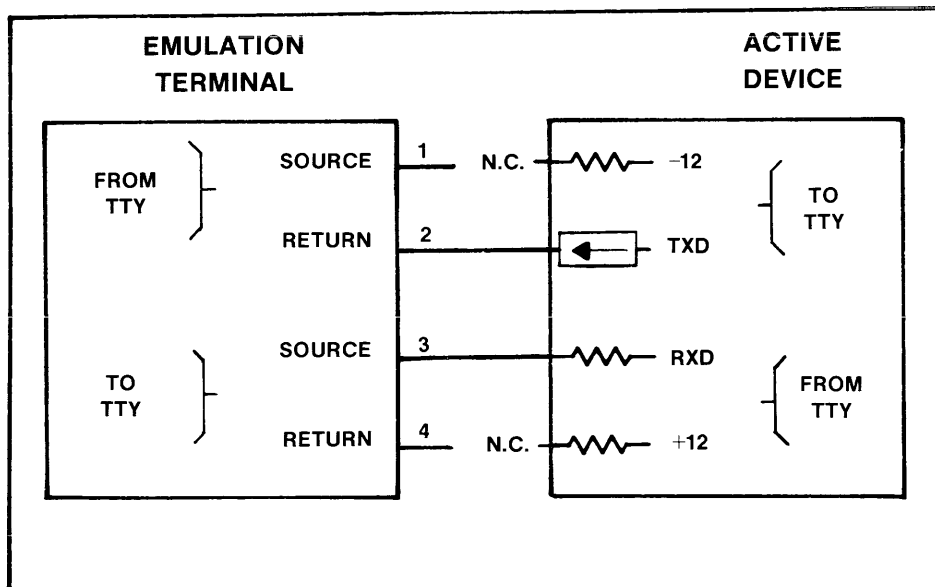 EMULATION
TERMINAL
ACTIVE
DEVICE
FROM
TTY
SOURCE
1
N.C.
-12
TO
TTY
RETURN
2
TXD
SOURCE
3
RXD
TO
TTY
FROM
TTY
RETURN
4
N.C.
+12